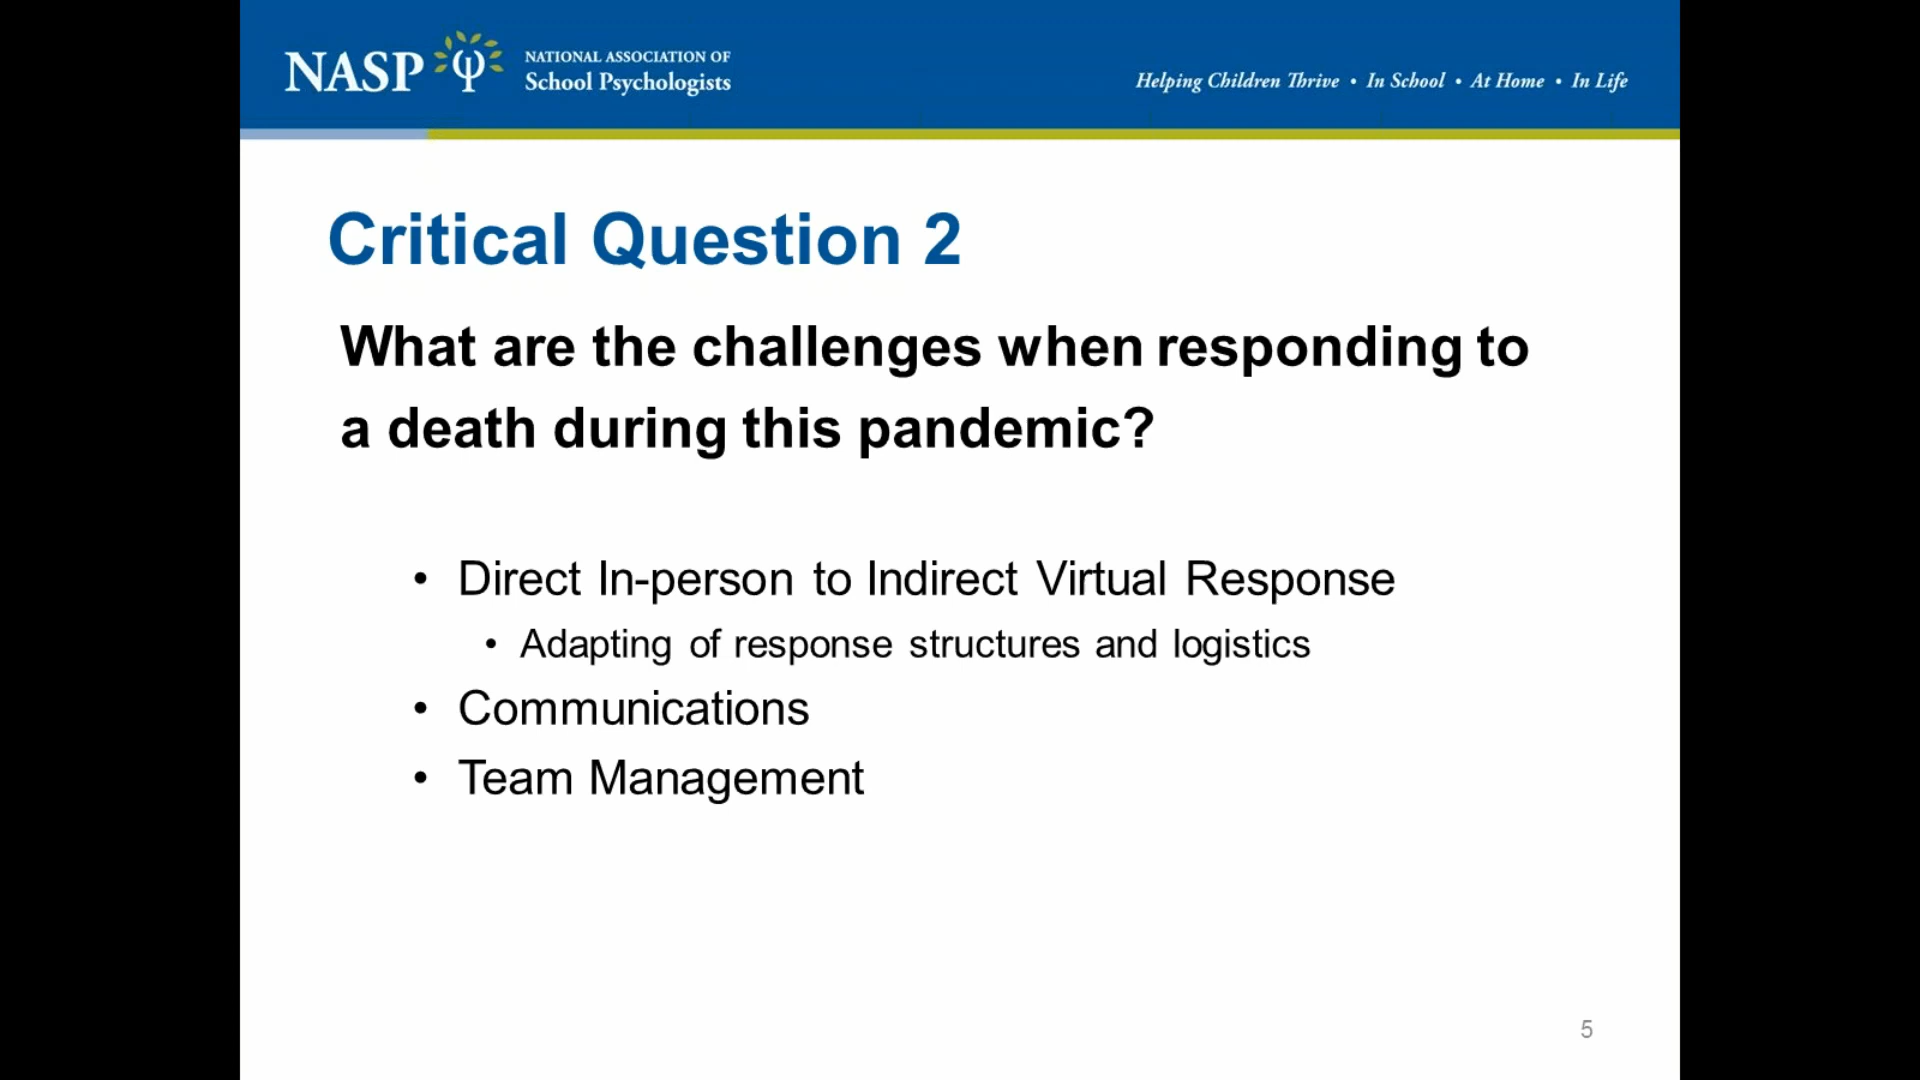 NASP
NATIONAL ASSOCIATION OF
School Psychologists
Helping Children Thrive • In School • At Home • In Life
Critical Question 2
What are the challenges when responding to
a death during this pandemic?
• Direct In-person to Indirect Virtual Response
• Adapting of response structures and logistics
• Communications
• Team Management
5